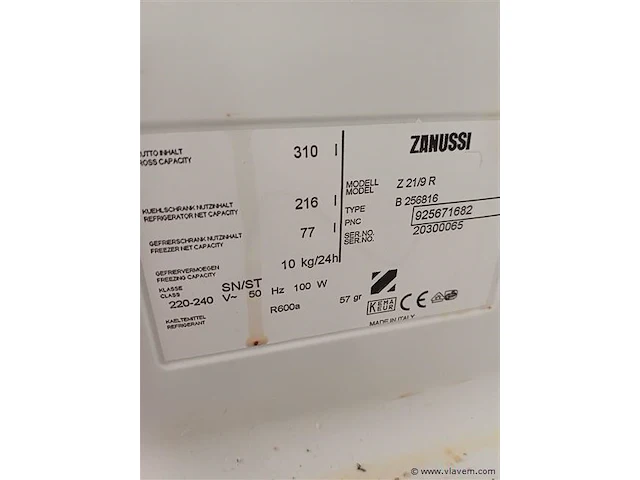 UTTO INHALT
ROSS CAPACITY
310 l
KUEHLSCHRANK NUTZINHALT
REFRIGERATOR NET CAPACITY
216 l
GEFRIERSCHRANK NUTZINHALT
FREEZER NET CAPACITY
77 l
GEFRIERVERMOEGEN
FREEZING CAPACITY
10 kg/24h
KLASSE
CLASS
SN/ST
220-240 V~ 50 Hz 100 W
KAELTEMITTEL
REFRIGERANT
R600a
57 gr
ZANUSSI
MODELL
MODEL
Z 21/9 R
TYPE
B 256816
PNC
925671682
SER.NO.
SER.NO.
20300065
KEMA
KEUR
CE
MADE IN ITALY
© www.vlavem.com